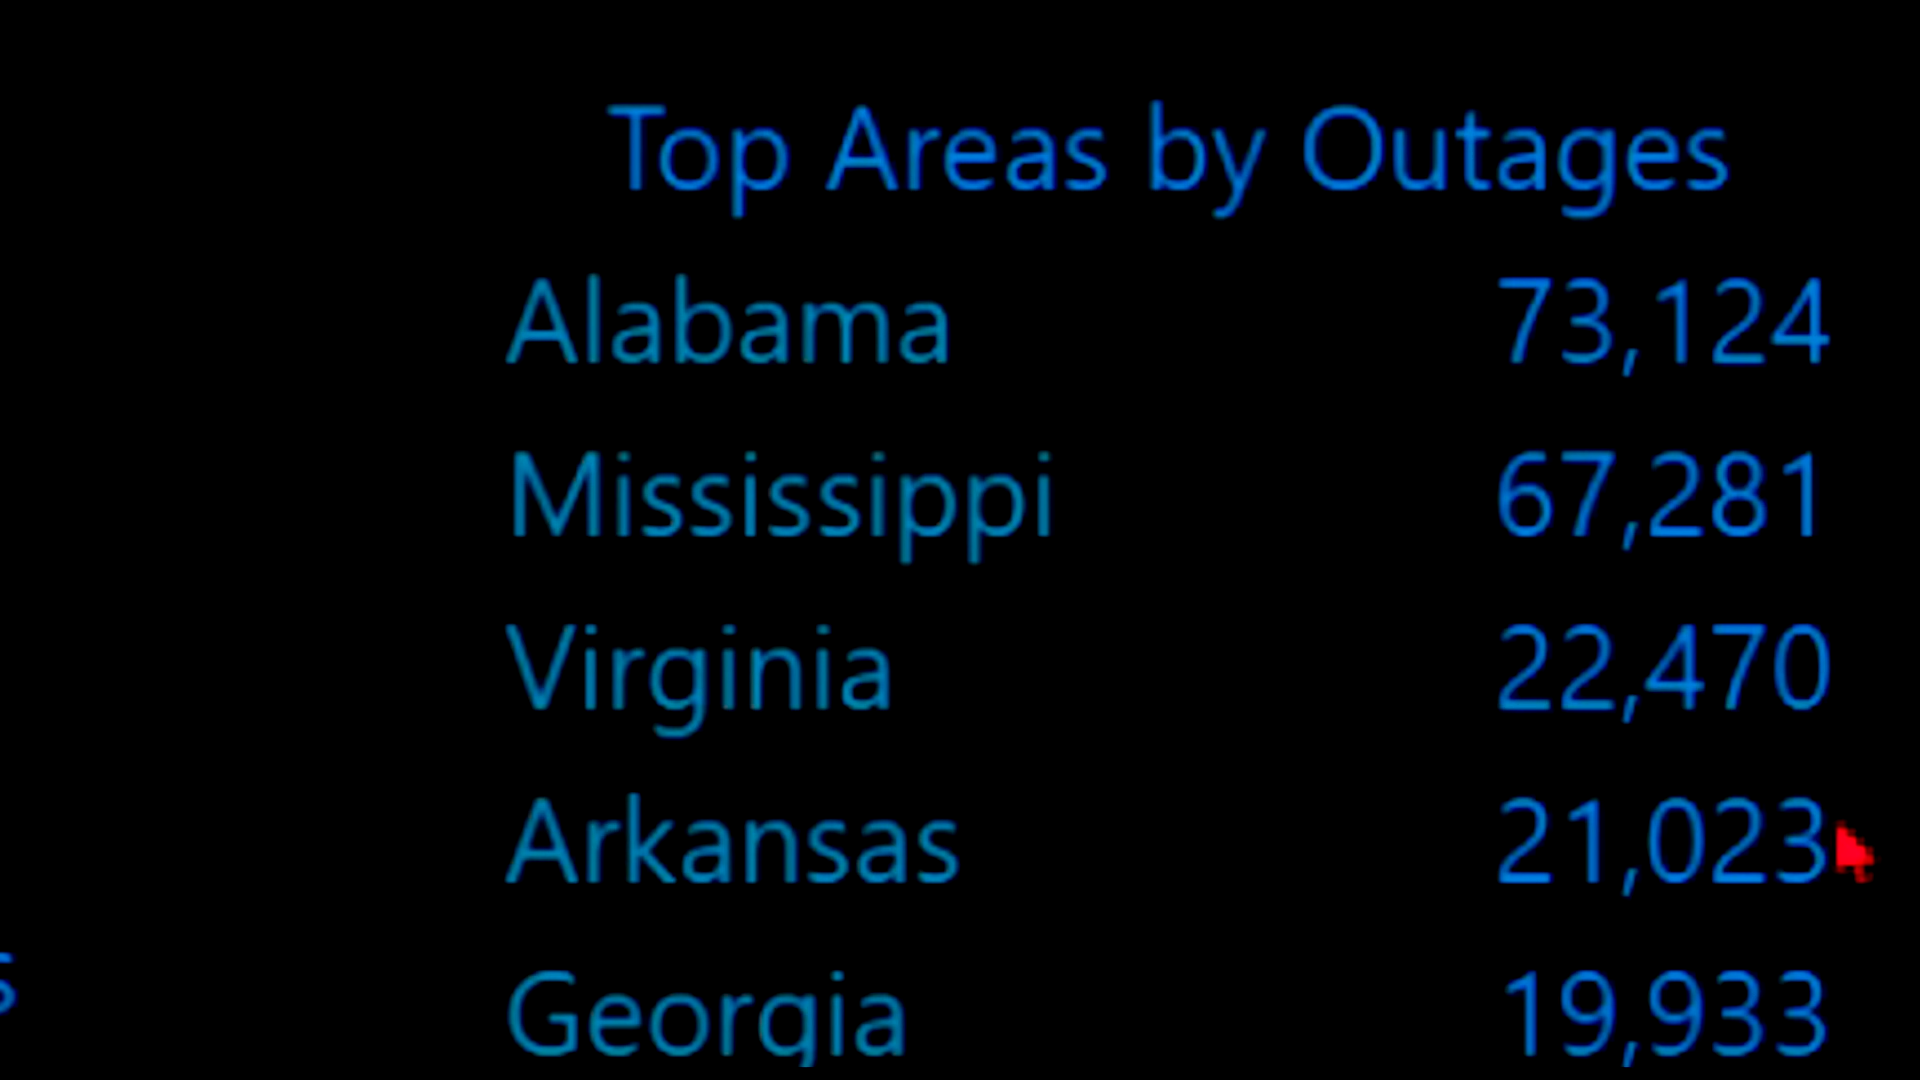 Top Areas by Outages
Alabama 73,124
Mississippi 67,281
Virginia 22,470
Arkansas 21,023
Georgia 19,933